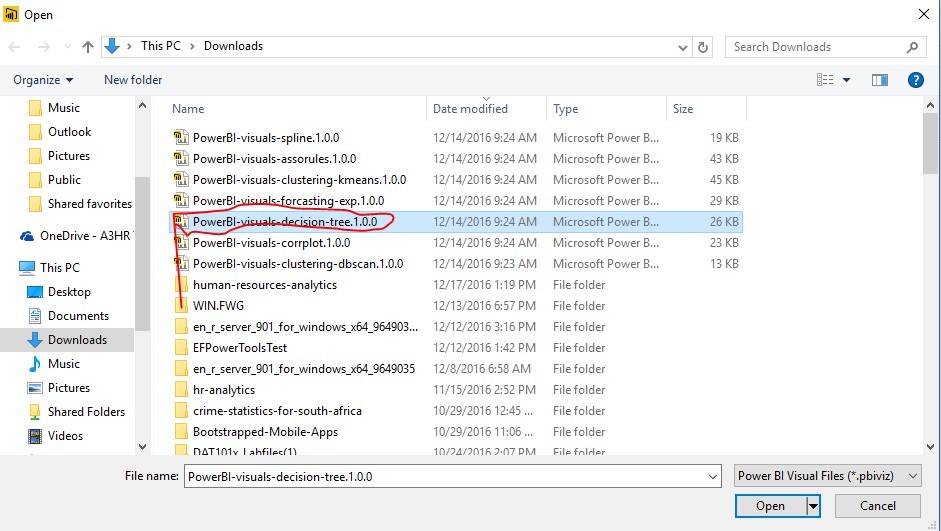 Open
This PC > Downloads
Search Downloads
Organize
New folder
Music
Outlook
Pictures
Public
Shared favorites
OneDrive - A3HR
This PC
Desktop
Documents
Downloads
Music
Pictures
Shared Folders
Videos
Name Date modified Type Size
PowerBI-visuals-spline.1.0.0 12/14/2016 9:24 AM Microsoft Power B... 19 KB
PowerBI-visuals-assorules.1.0.0 12/14/2016 9:24 AM Microsoft Power B... 43 KB
PowerBI-visuals-clustering-kmeans.1.0.0 12/14/2016 9:24 AM Microsoft Power B... 45 KB
PowerBI-visuals-forcasting-exp.1.0.0 12/14/2016 9:24 AM Microsoft Power B... 29 KB
PowerBI-visuals-decision-tree.1.0.0 12/14/2016 9:24 AM Microsoft Power B... 26 KB
PowerBI-visuals-corrplot.1.0.0 12/14/2016 9:24 AM Microsoft Power B... 23 KB
PowerBI-visuals-clustering-dbscan.1.0.0 12/14/2016 9:23 AM Microsoft Power B... 13 KB
human-resources-analytics 12/17/2016 1:19 PM File folder
WIN.FWG 12/13/2016 6:57 PM File folder
en_r_server_901_for_windows_x64_964903... 12/12/2016 3:16 PM File folder
EFPowerToolsTest 12/12/2016 1:42 PM File folder
en_r_server_901_for_windows_x64_9649035 12/8/2016 6:58 AM File folder
hr-analytics 11/15/2016 2:52 PM File folder
crime-statistics-for-south-africa 10/29/2016 12:45 ... File folder
Bootstrapped-Mobile-Apps 10/29/2016 11:06 ... File folder
DAT101x_Labfiles(1) 10/24/2016 2:07 PM File folder
File name: PowerBI-visuals-decision-tree.1.0.0
Power BI Visual Files (*.pbiviz)
Open
Cancel